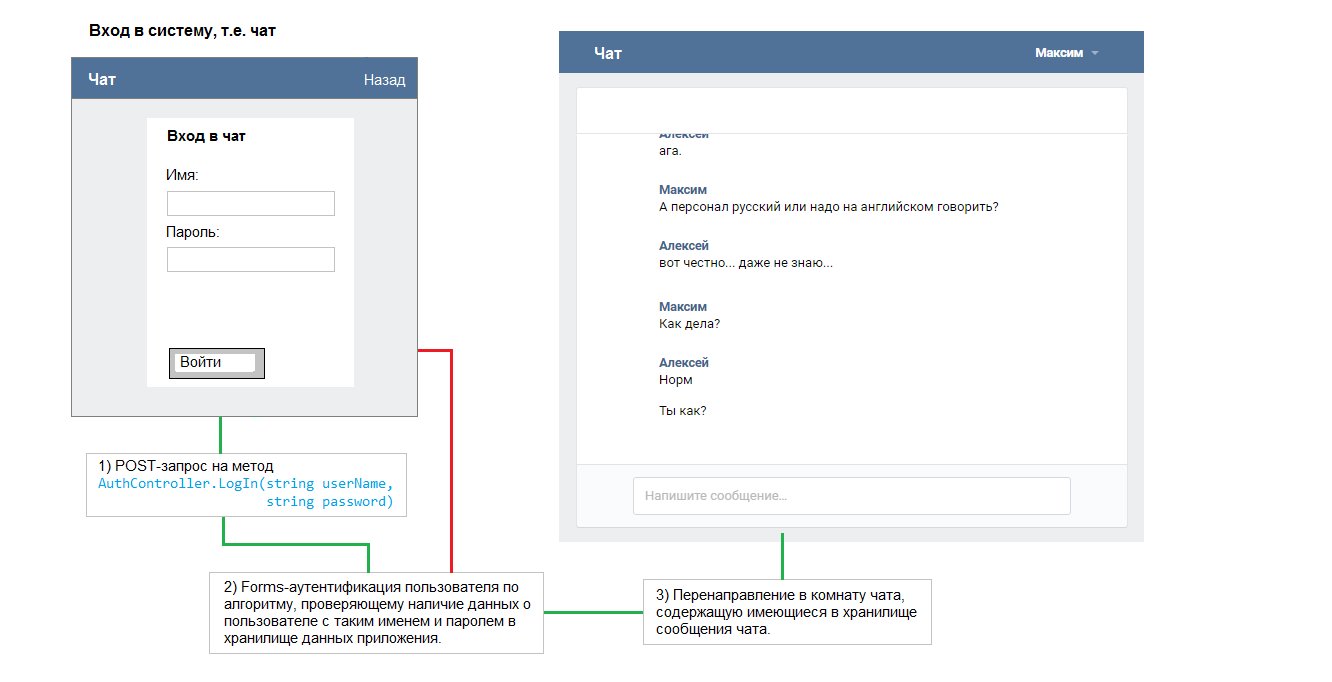 Вход в систему, т.е. чат
Чат
Назад
Вход в чат
Имя:
Пароль:
Войти
1) POST-запрос на метод
AuthController.LogIn(string userName,
string password)
2) Forms-аутентификация пользователя по
алгоритму, проверяющему наличие данных о
пользователе с таким именем и паролем в
хранилище данных приложения.
3) Перенаправление в комнату чата,
содержащую имеющиеся в хранилище
сообщения чата.
Чат
Максим
Алексей
ага.
Максим
А персонал русский или надо на английском говорить?
Алексей
вот честно... даже не знаю...
Максим
Как дела?
Алексей
Норм
Ты как?
Напишите сообщение...